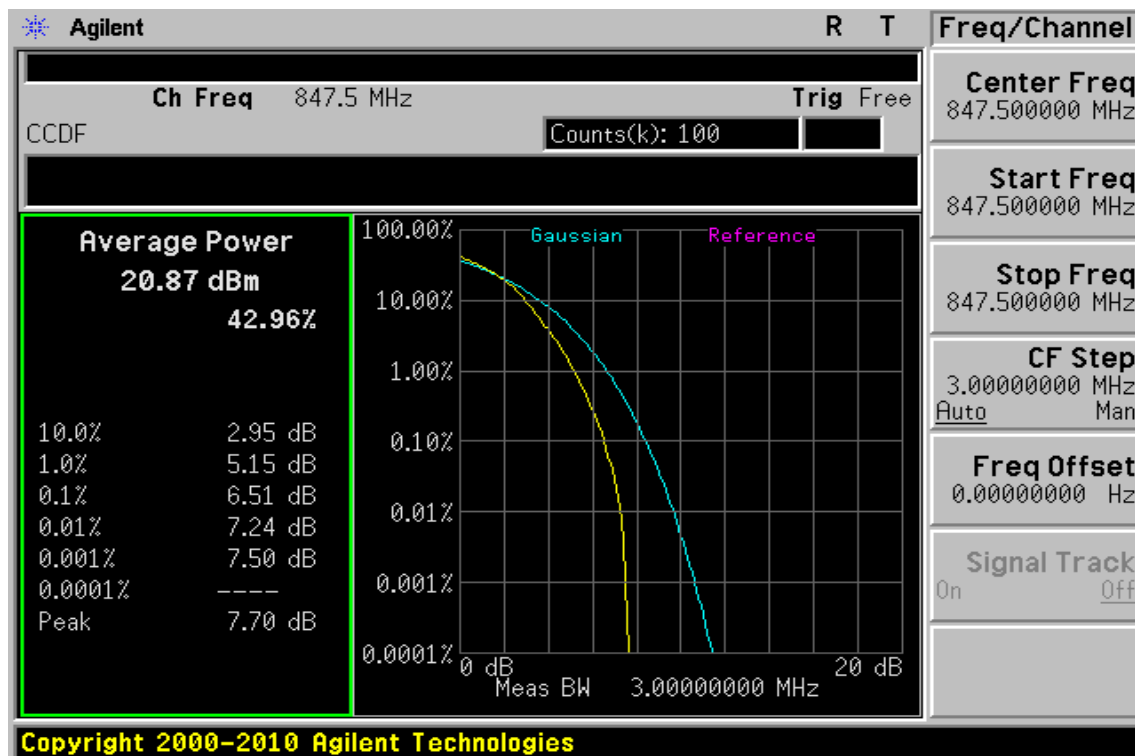 Agilent R T
Freq/Channel
Ch Freq 847.5 MHz Trig Free
CCDF Counts(k): 100
Average Power
20.87 dBm
42.96%
10.0% 2.95 dB
1.0% 5.15 dB
0.1% 6.51 dB
0.01% 7.24 dB
0.001% 7.50 dB
0.0001% ----
Peak 7.70 dB
Gaussian Reference
100.00%
10.00%
1.00%
0.10%
0.01%
0.001%
0.0001%
0 dB 20 dB
Meas BW 3.00000000 MHz
Center Freq
847.500000 MHz
Start Freq
847.500000 MHz
Stop Freq
847.500000 MHz
CF Step
3.00000000 MHz
Auto Man
Freq Offset
0.00000000 Hz
Signal Track
On Off
Copyright 2000-2010 Agilent Technologies